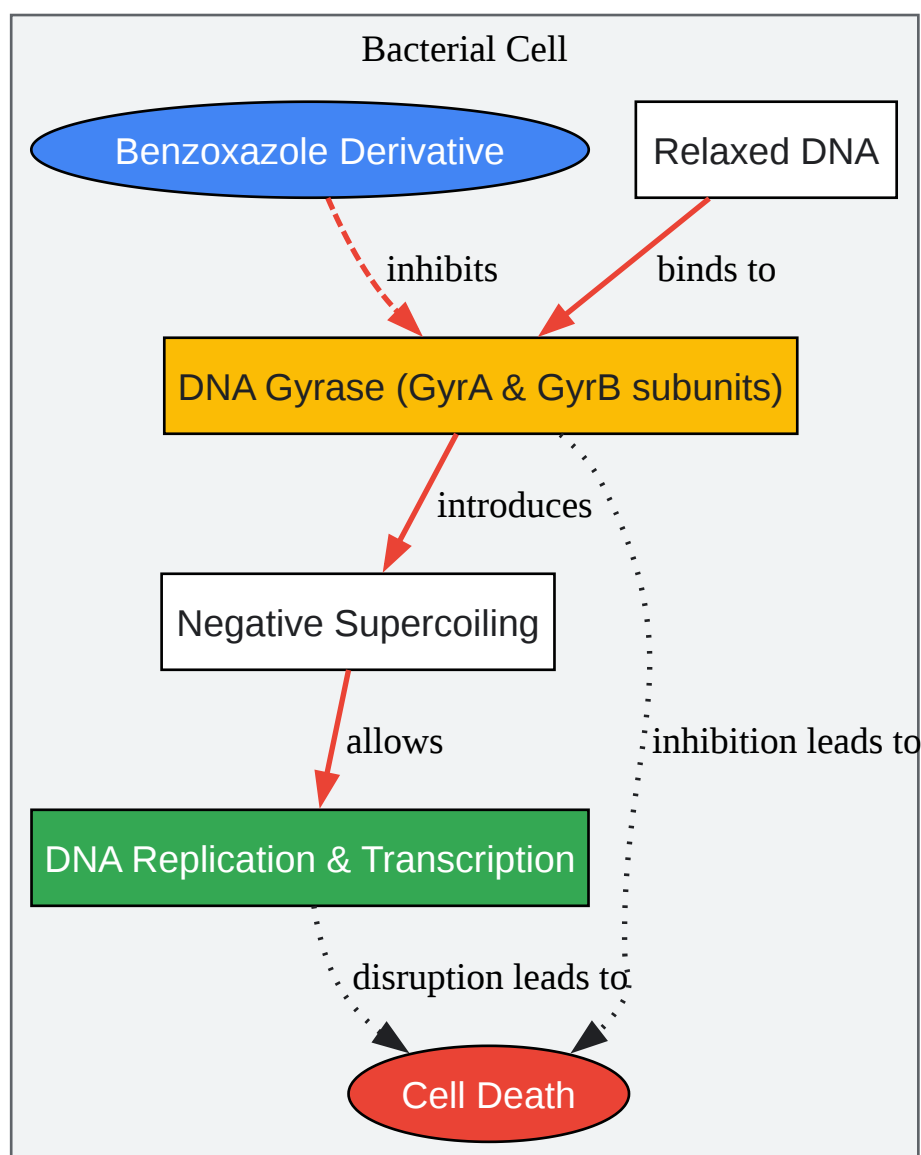 Bacterial Cell
Benzoxazole Derivative
Relaxed DNA
inhibits
binds to
DNA Gyrase (GyrA & GyrB subunits)
introduces
Negative Supercoiling
allows
inhibition leads to
DNA Replication & Transcription
disruption leads to
Cell Death